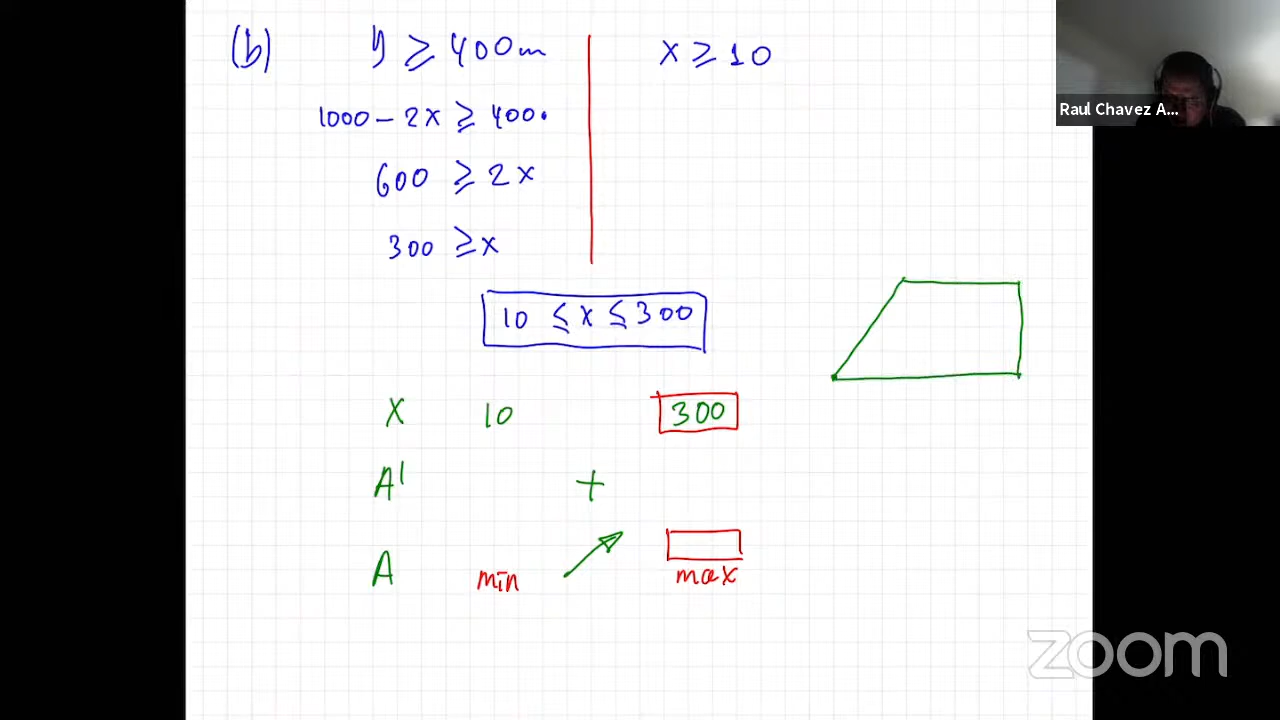 (b) y ≥ 400m x ≥ 10
1000 - 2x ≥ 400.
600 ≥ 2x
300 ≥ x
10 ≤ x ≤ 300
x 10 300
A' +
A min max
Raul Chavez A...
zoom